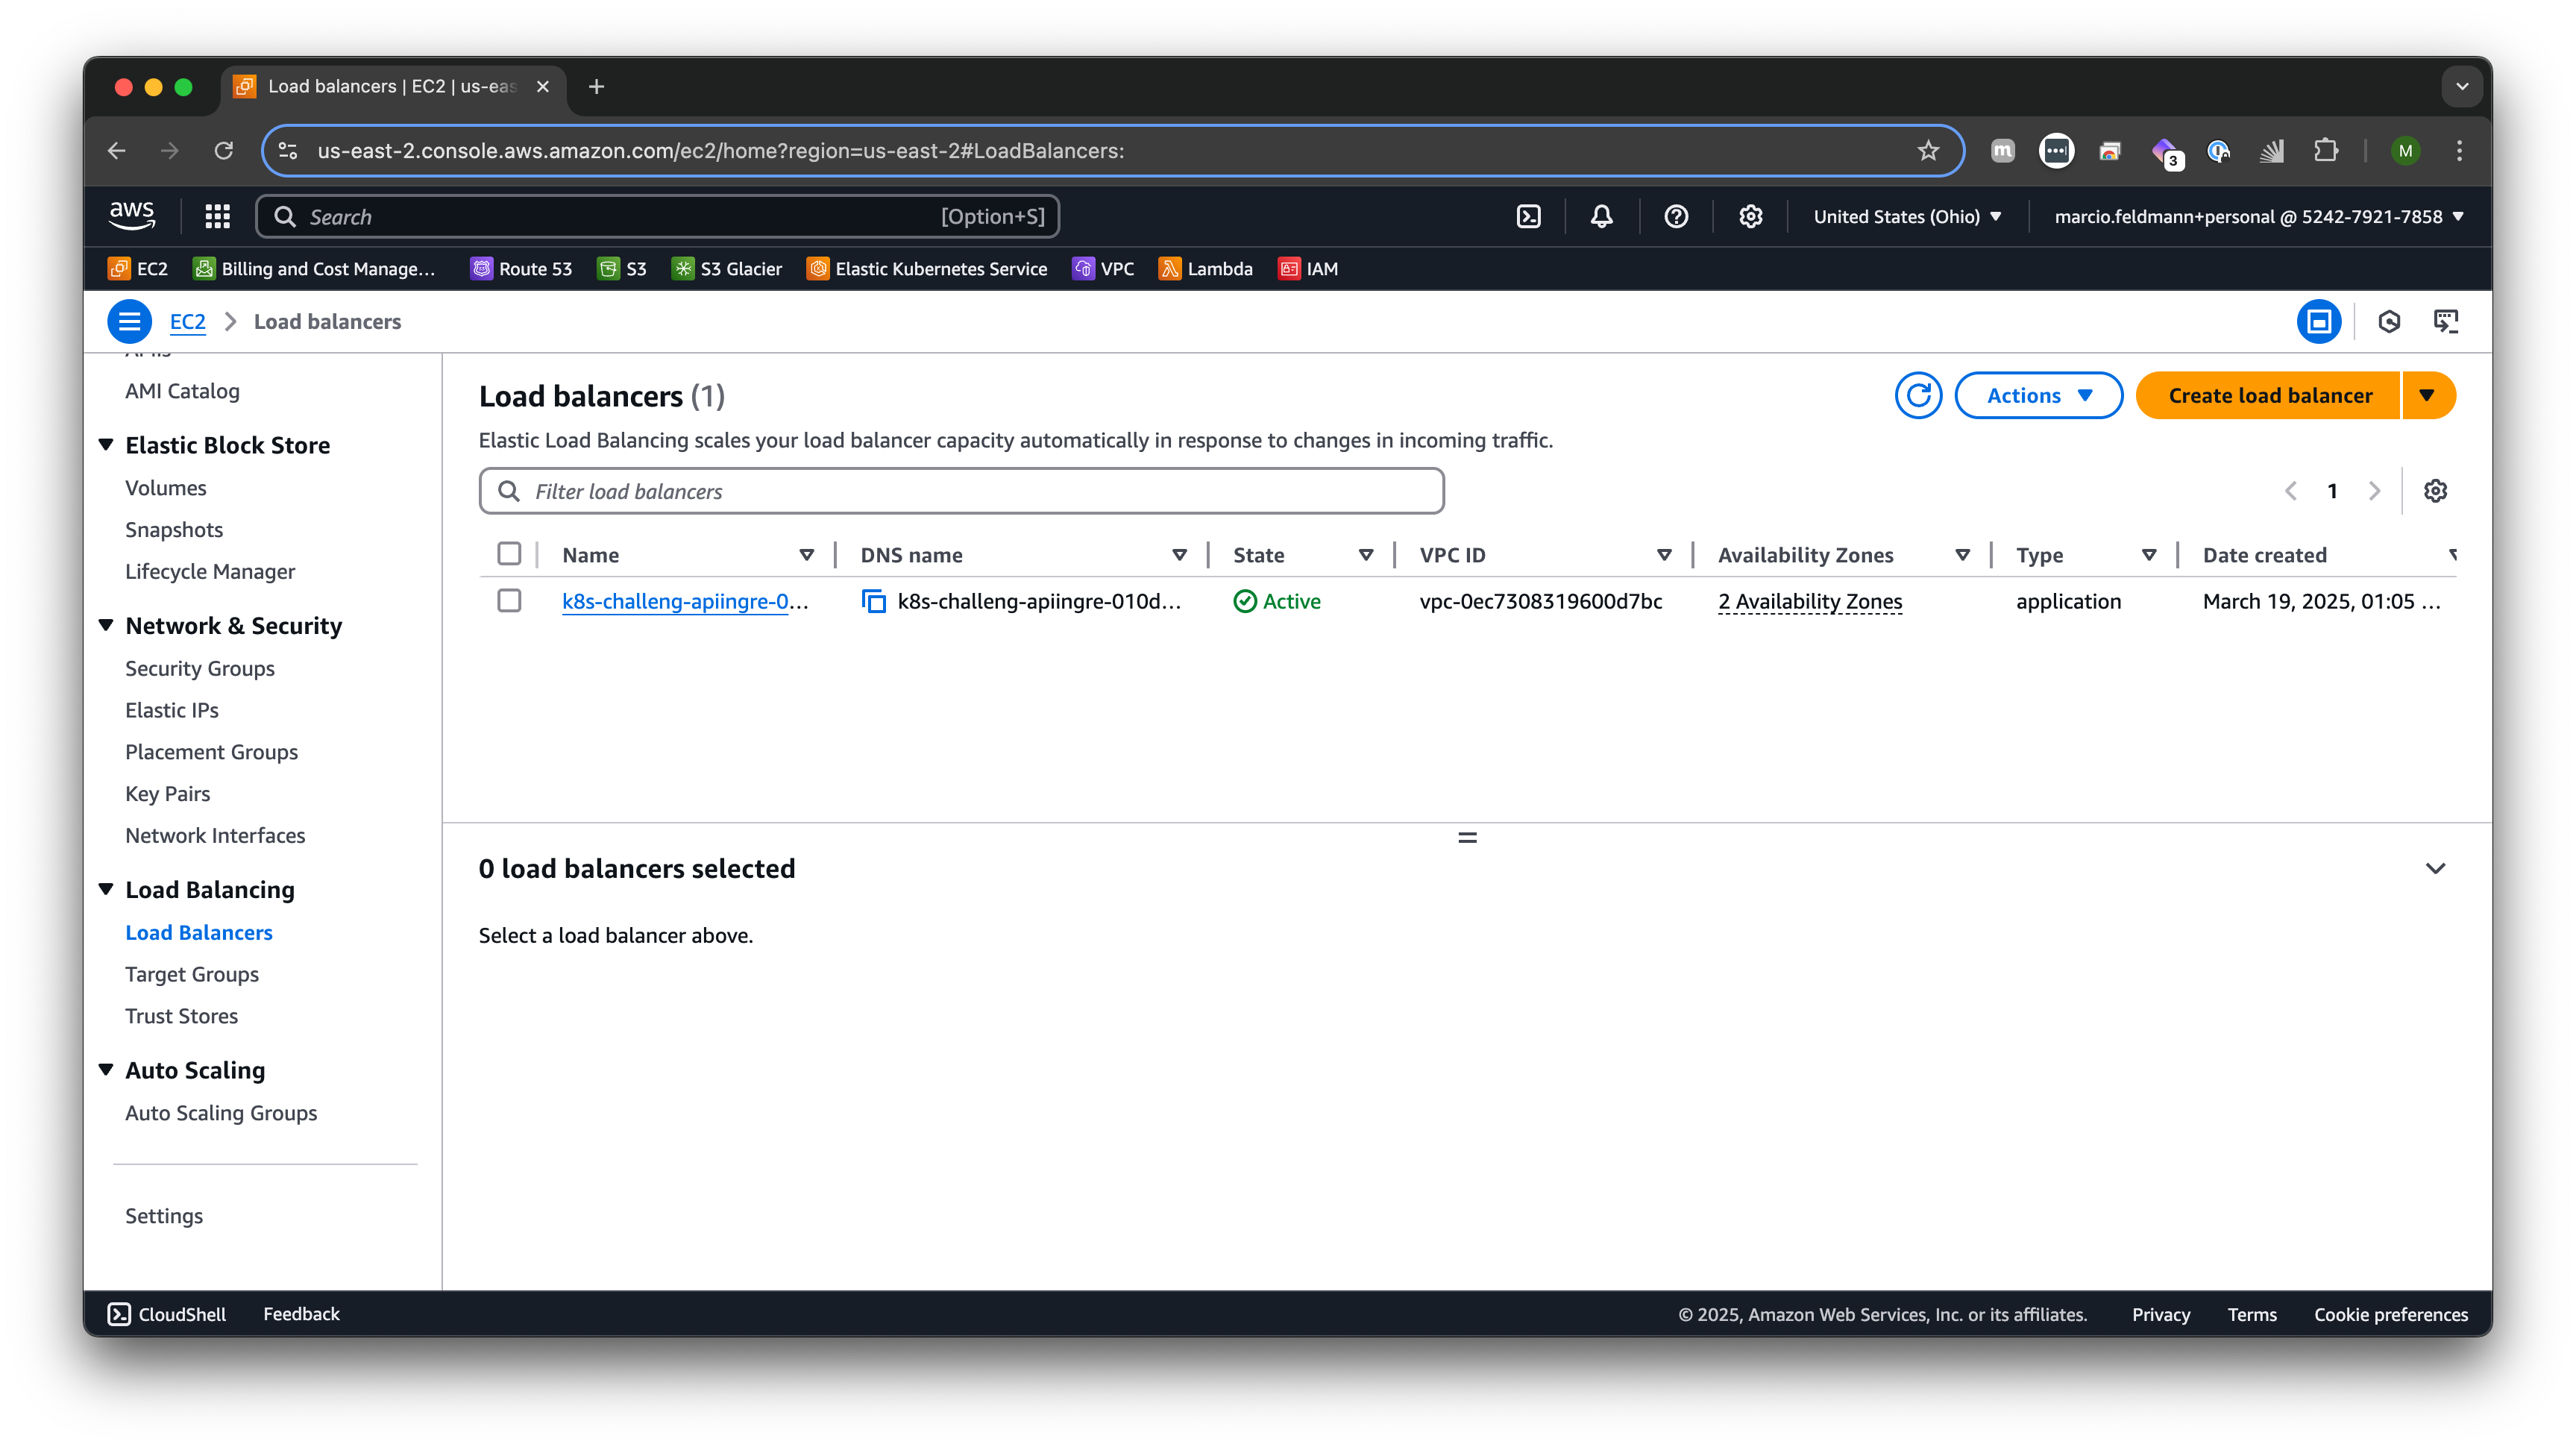 Load balancers | EC2 | us-eas
us-east-2.console.aws.amazon.com/ec2/home?region=us-east-2#LoadBalancers:
m
3
M
aws
Search
[Option+S]
United States (Ohio)
marcio.feldmann+personal @ 5242-7921-7858
EC2
Billing and Cost Manage...
Route 53
S3
S3 Glacier
Elastic Kubernetes Service
VPC
Lambda
IAM
EC2
Load balancers
AMI Catalog
Elastic Block Store
Volumes
Snapshots
Lifecycle Manager
Network & Security
Security Groups
Elastic IPs
Placement Groups
Key Pairs
Network Interfaces
Load Balancing
Load Balancers
Target Groups
Trust Stores
Auto Scaling
Auto Scaling Groups
Settings
Load balancers (1)
Actions
Create load balancer
Elastic Load Balancing scales your load balancer capacity automatically in response to changes in incoming traffic.
Filter load balancers
1
Name DNS name State VPC ID Availability Zones Type Date created
k8s-challeng-apiingre-0... k8s-challeng-apiingre-010d... Active vpc-0ec7308319600d7bc 2 Availability Zones application March 19, 2025, 01:05 ...
0 load balancers selected
Select a load balancer above.
CloudShell
Feedback
© 2025, Amazon Web Services, Inc. or its affiliates.
Privacy
Terms
Cookie preferences